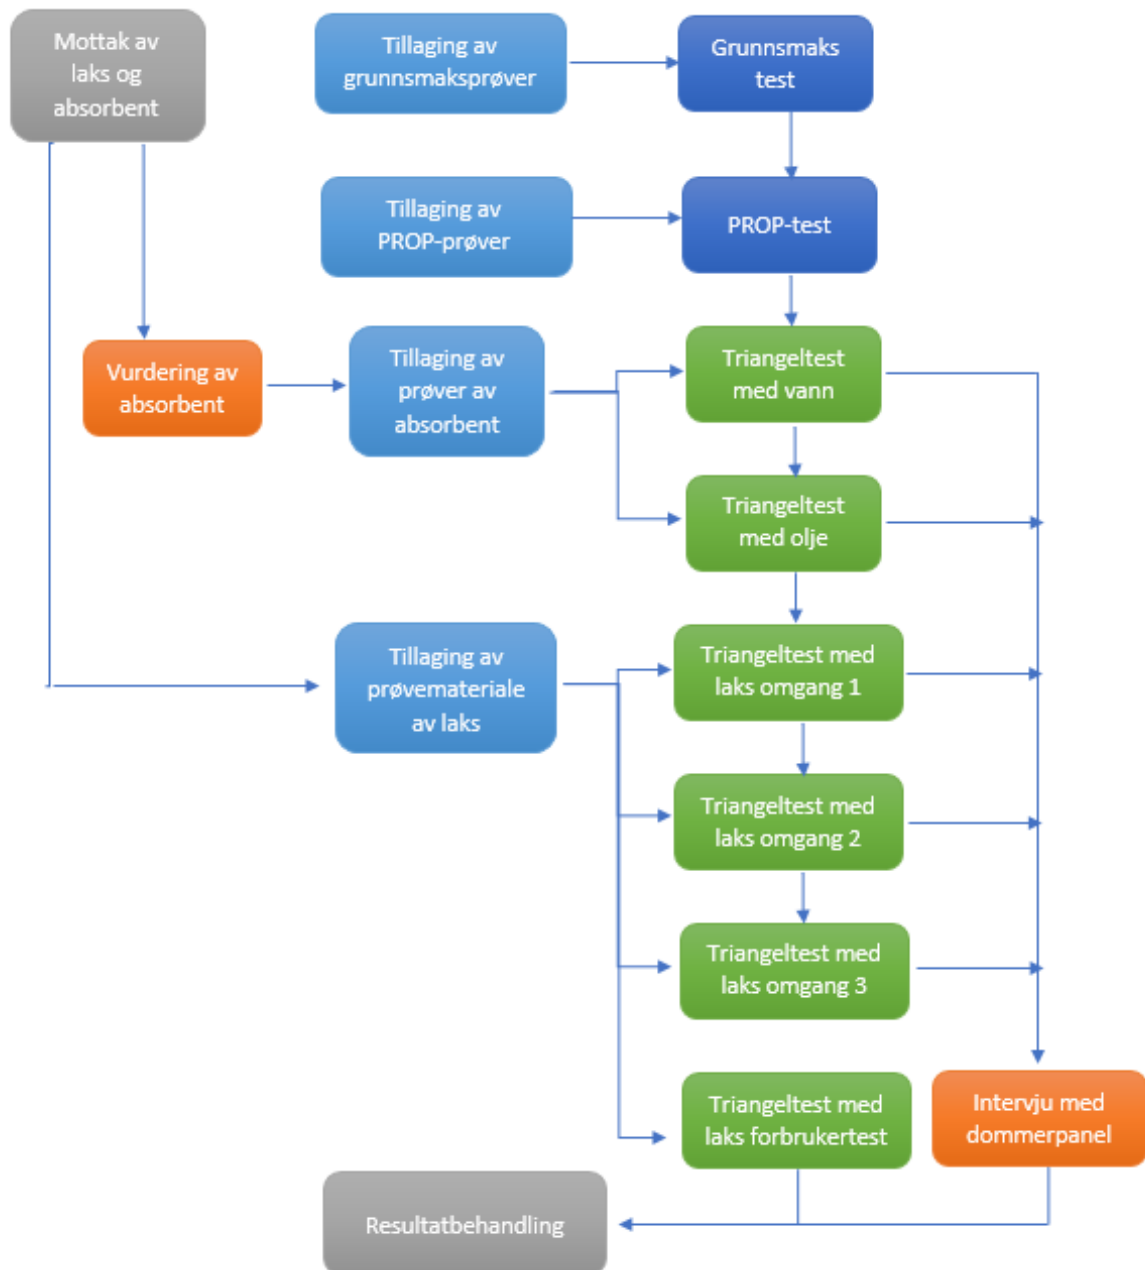 Mottak av
laks og
absorbent
Tillaging av
grunnsmaksprøver
Grunnsmaks
test
Tillaging av
PROP-prøver
PROP-test
Vurdering av
absorbent
Tillaging av
prøver av
absorbent
Triangeltest
med vann
Triangeltest
med olje
Tillaging av
prøvemateriale
av laks
Triangeltest med
laks omgang 1
Triangeltest med
laks omgang 2
Triangeltest med
laks omgang 3
Triangeltest med
laks forbrukertest
Intervju med
dommerpanel
Resultatbehandling